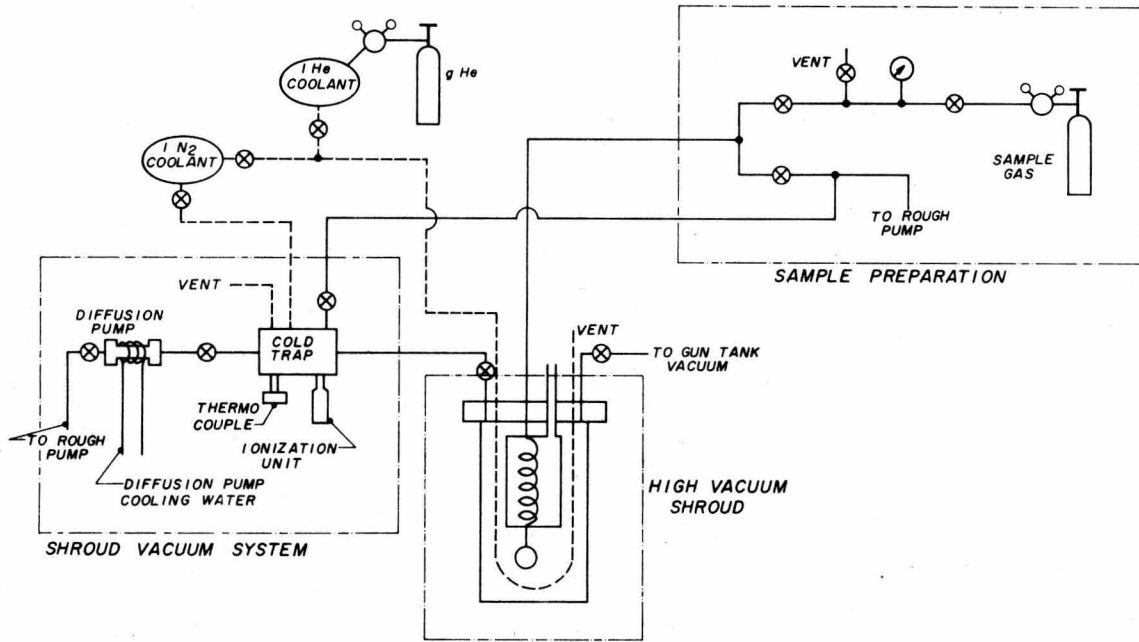 l He
COOLANT
g He
l N2
COOLANT
VENT
SAMPLE
GAS
TO ROUGH
PUMP
SAMPLE PREPARATION
VENT
DIFFUSION
PUMP
COLD
TRAP
THERMO
COUPLE
IONIZATION
UNIT
TO ROUGH
PUMP
DIFFUSION PUMP
COOLING WATER
SHROUD VACUUM SYSTEM
VENT
TO GUN TANK
VACUUM
HIGH VACUUM
SHROUD